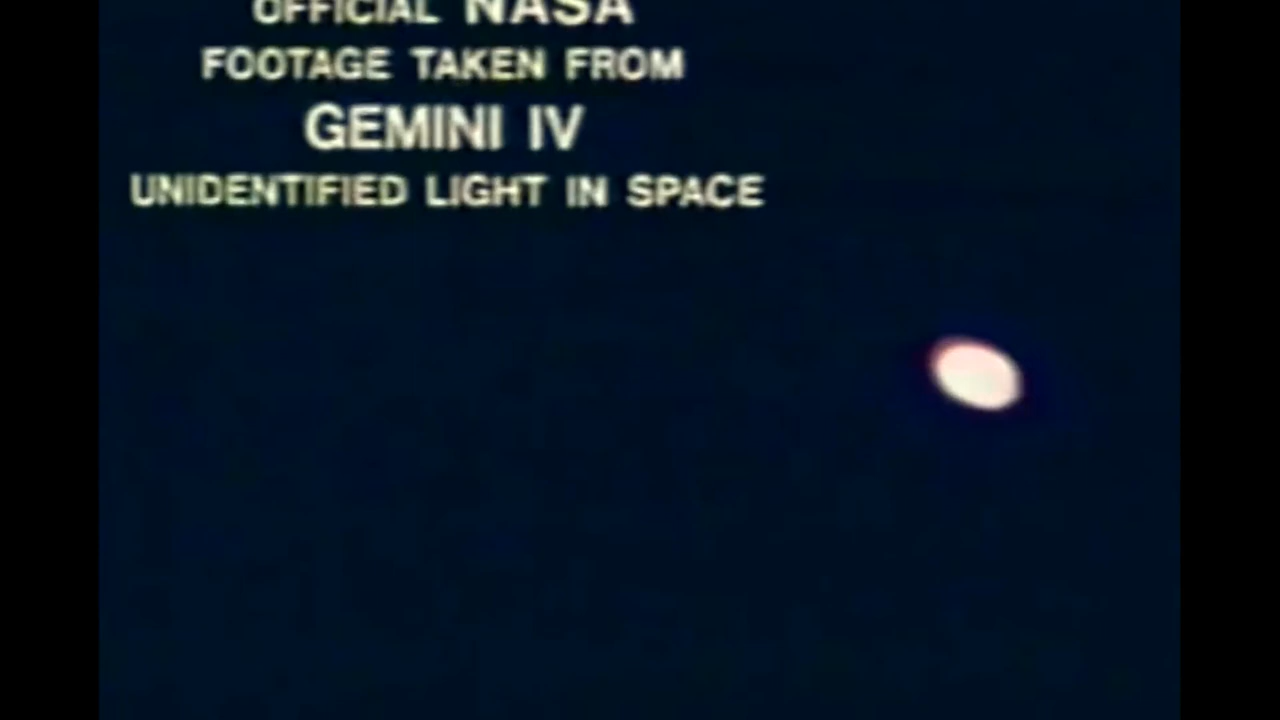 OFFICIAL NASA
FOOTAGE TAKEN FROM
GEMINI IV
UNIDENTIFIED LIGHT IN SPACE